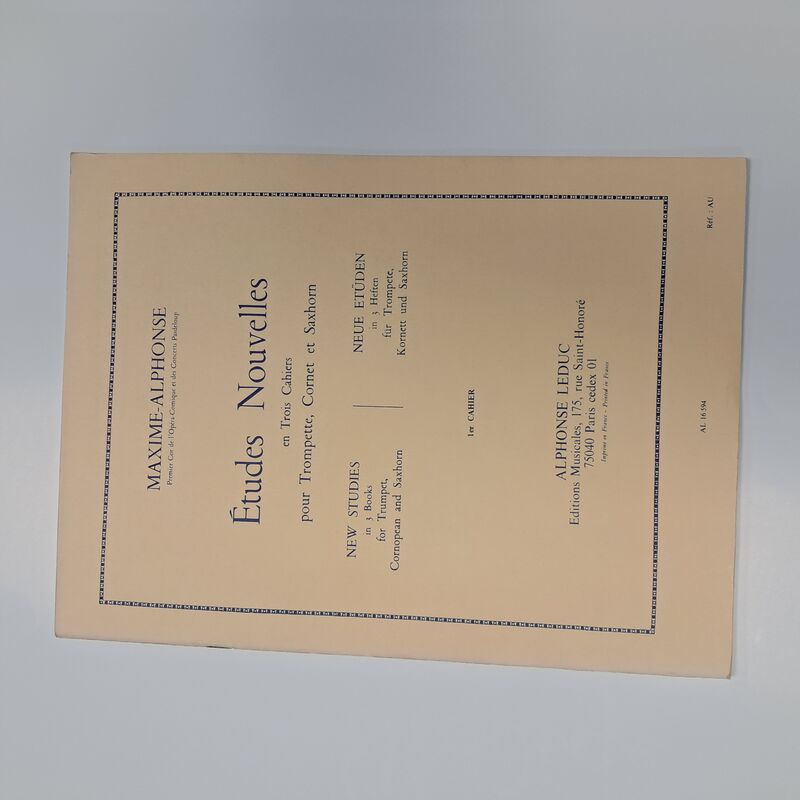 MAXIME-ALPHONSE
Premier Cor de l'Opéra-Comique et des Concerts Pasdeloup
Études Nouvelles
en Trois Cahiers
pour Trompette, Cornet et Saxhorn
NEW STUDIES
in 3 Books
for Trumpet,
Cornopean and Saxhorn
NEUE ETÜDEN
in 3 Heften
für Trompete,
Kornett und Saxhorn
1er CAHIER
ALPHONSE LEDUC
Editions Musicales, 175, rue Saint-Honoré
75040 Paris cedex 01
Imprimé en France - Printed in France
AL 16594
Réf. : AU